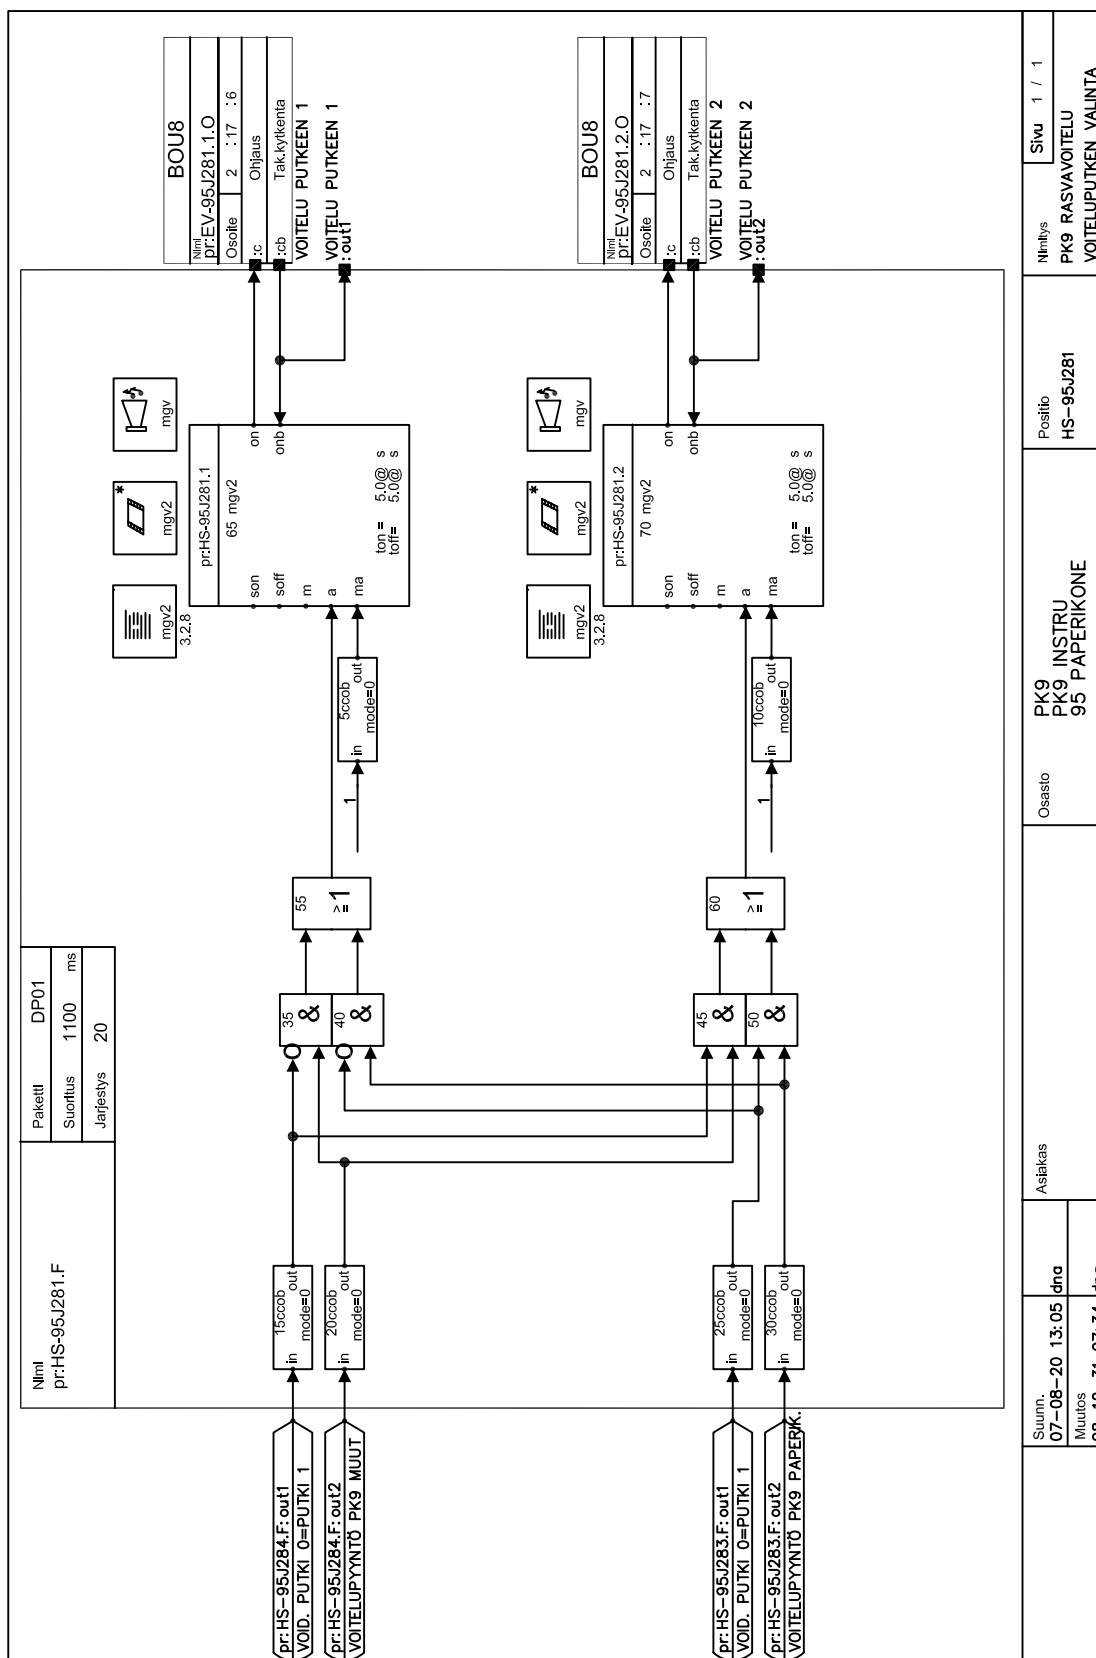 Nimi
pr:HS-95J281.F
Paketti DP01
Suoritus 1100 ms
Jarjestys 20
pr:HS-95J284.F:out1
VOID. PUTKI 0=PUTKI 1
pr:HS-95J284.F:out2
VOITELUPYYNTÖ PK9 MUUT
pr:HS-95J283.F:out1
VOID. PUTKI 0=PUTKI 1
pr:HS-95J283.F:out2
VOITELUPYYNTÖ PK9 PAPERIK.
15ccob
in out
mode=0
20ccob
in out
mode=0
25ccob
in out
mode=0
30ccob
in out
mode=0
35
&
40
&
45
&
50
&
55
>=1
60
>=1
1
5ccob
in out
mode=0
1
10ccob
in out
mode=0
mgv2
3.2.8
*
mgv2
mgv
pr:HS-95J281.1
65 mgv2
son
soff
m
a
ma
on
onb
ton= 5.0@ s
toff= 5.0@ s
mgv2
3.2.8
*
mgv2
mgv
pr:HS-95J281.2
70 mgv2
son
soff
m
a
ma
on
onb
ton= 5.0@ s
toff= 5.0@ s
BOU8
Nimi
pr:EV-95J281.1.O
Osoite 2 :17 :6
:c Ohjaus
:cb Tak.kytkenta
VOITELU PUTKEEN 1
VOITELU PUTKEEN 1
:out1
BOU8
Nimi
pr:EV-95J281.2.O
Osoite 2 :17 :7
:c Ohjaus
:cb Tak.kytkenta
VOITELU PUTKEEN 2
VOITELU PUTKEEN 2
:out2
Suunn.
07-08-20 13:05 dna
Muutos
Asiakas
Osasto
PK9
PK9 INSTRU
95 PAPERIKONE
Positio
HS-95J281
Nimitys
PK9 RASVAVOITELU
VOITELUPUTKEN VALINTA
Sivu 1 / 1